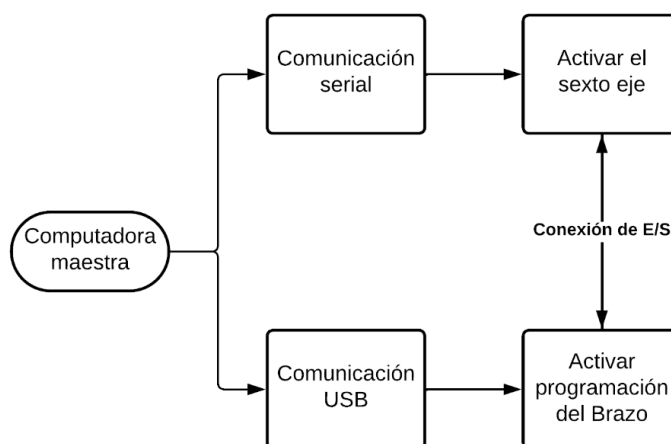 Comunicación
serial
Activar el
sexto eje
Computadora
maestra
Conexión de E/S
Comunicación
USB
Activar
programación
del Brazo